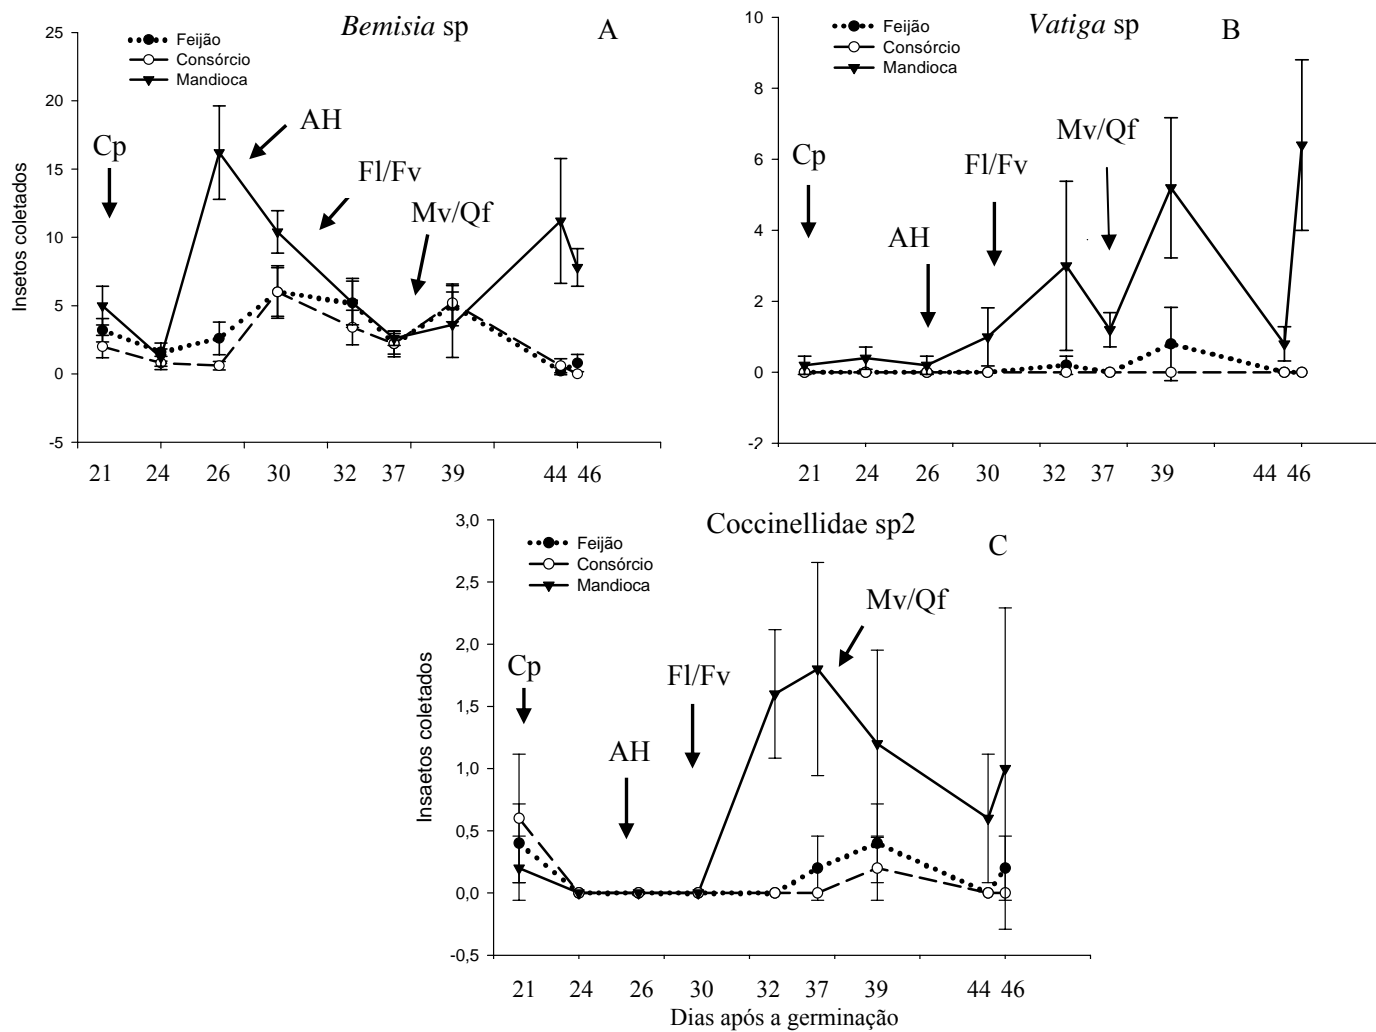 Bemisia sp
A
Feijão
Consórcio
Mandioca
25
20
15
10
5
0
-5
Insetos coletados
Cp
AH
Fl/Fv
Mv/Qf
21 24 26 30 32 37 39 44 46
Vatiga sp
B
Feijão
Consórcio
Mandioca
10
8
6
4
2
0
-2
Cp
AH
Fl/Fv
Mv/Qf
21 24 26 30 32 37 39 44 46
Coccinellidae sp2
C
Feijão
Consórcio
Mandioca
3,0
2,5
2,0
1,5
1,0
0,5
0,0
-0,5
Insaetos coletados
Cp
AH
Fl/Fv
Mv/Qf
21 24 26 30 32 37 39 44 46
Dias após a germinação